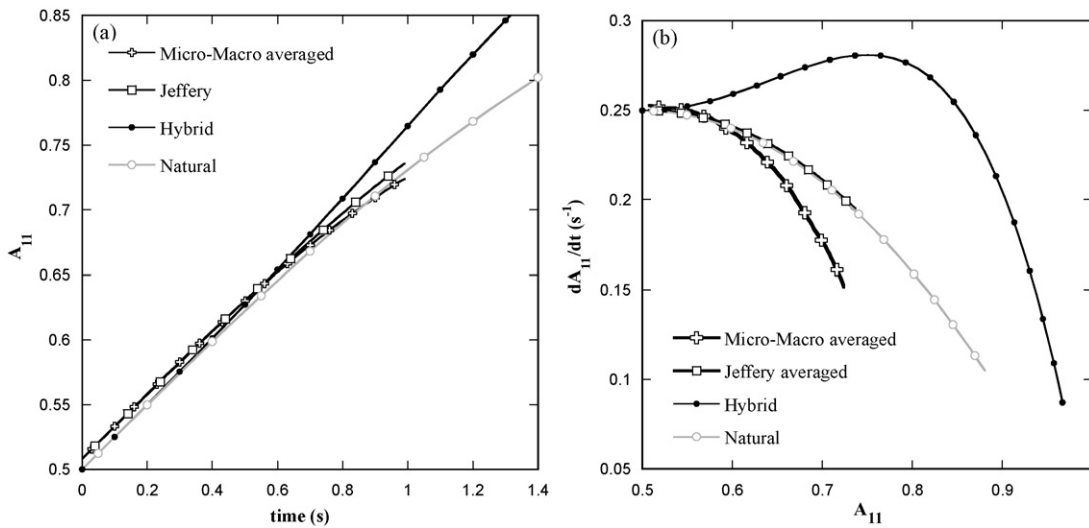 (a)
Micro-Macro averaged
Jeffery
Hybrid
Natural
A11
0.85
0.8
0.75
0.7
0.65
0.6
0.55
0.5
0 0.2 0.4 0.6 0.8 1 1.2 1.4
time (s)
(b)
Micro-Macro averaged
Jeffery averaged
Hybrid
Natural
dA11/dt (s-1)
0.3
0.25
0.2
0.15
0.1
0.05
0.5 0.6 0.7 0.8 0.9
A11